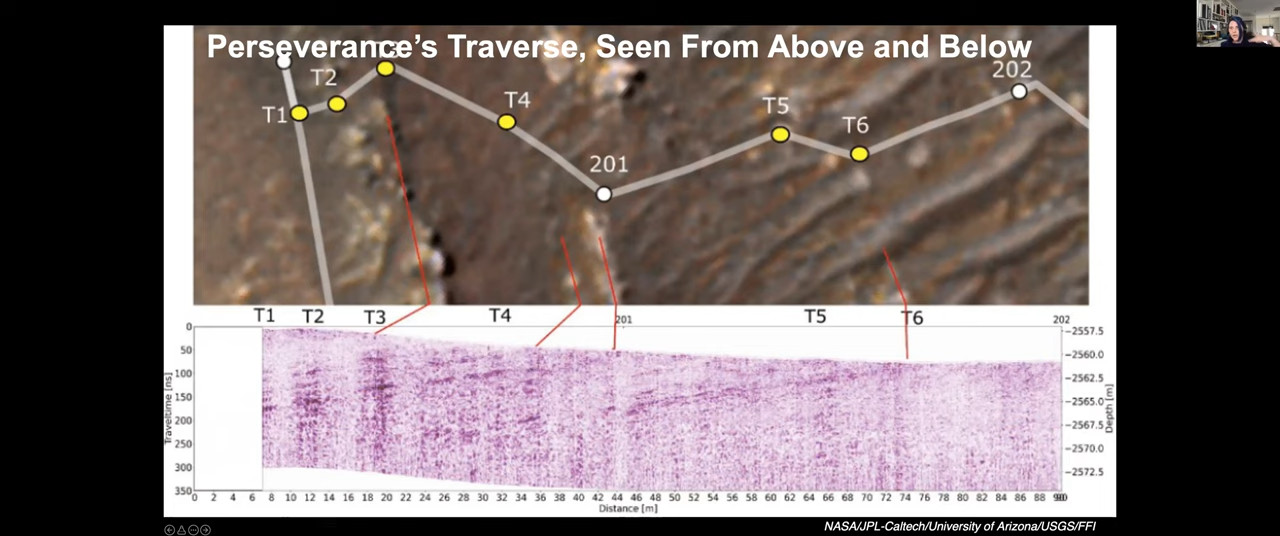 Perseverance's Traverse, Seen From Above and Below
T2
T1
T4
201
T5
T6
202
T1 T2 T3 T4 201 T5 T6 202
0
50
100
150
200
250
300
350
Traveltime [ns]
−2557.5
−2560.0
−2562.5
−2565.0
−2567.5
−2570.0
−2572.5
Depth [m]
0 2 4 6 8 10 12 14 16 18 20 22 24 26 28 30 32 34 36 38 40 42 44 46 48 50 52 54 56 58 60 62 64 66 68 70 72 74 76 78 80 82 84 86 88 90
Distance [m]
NASA/JPL-Caltech/University of Arizona/USGS/FFI